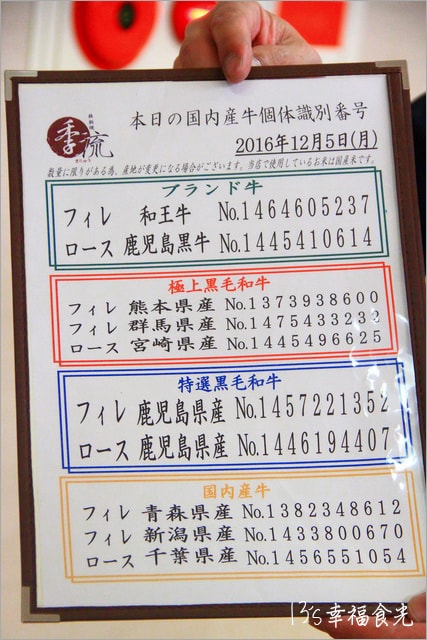 季流
本日の国内産牛個体識別番号
2016年12月5日(月)
数量に限りがある為、産地が変更になる場合がございます。当店で使用しているお米は国産米です。
ブランド牛
フィレ 和王牛 No.1464605237
ロース 鹿児島黒牛 No.1445410614
極上黒毛和牛
フィレ 熊本県産 No.1373938600
フィレ 群馬県産 No.1475433232
ロース 宮崎県産 No.1445496625
特選黒毛和牛
フィレ 鹿児島県産 No.1457221352
ロース 鹿児島県産 No.1446194407
国内産牛
フィレ 青森県産 No.1382348612
フィレ 新潟県産 No.1433800670
ロース 千葉県産 No.1456551054
13's幸福食光